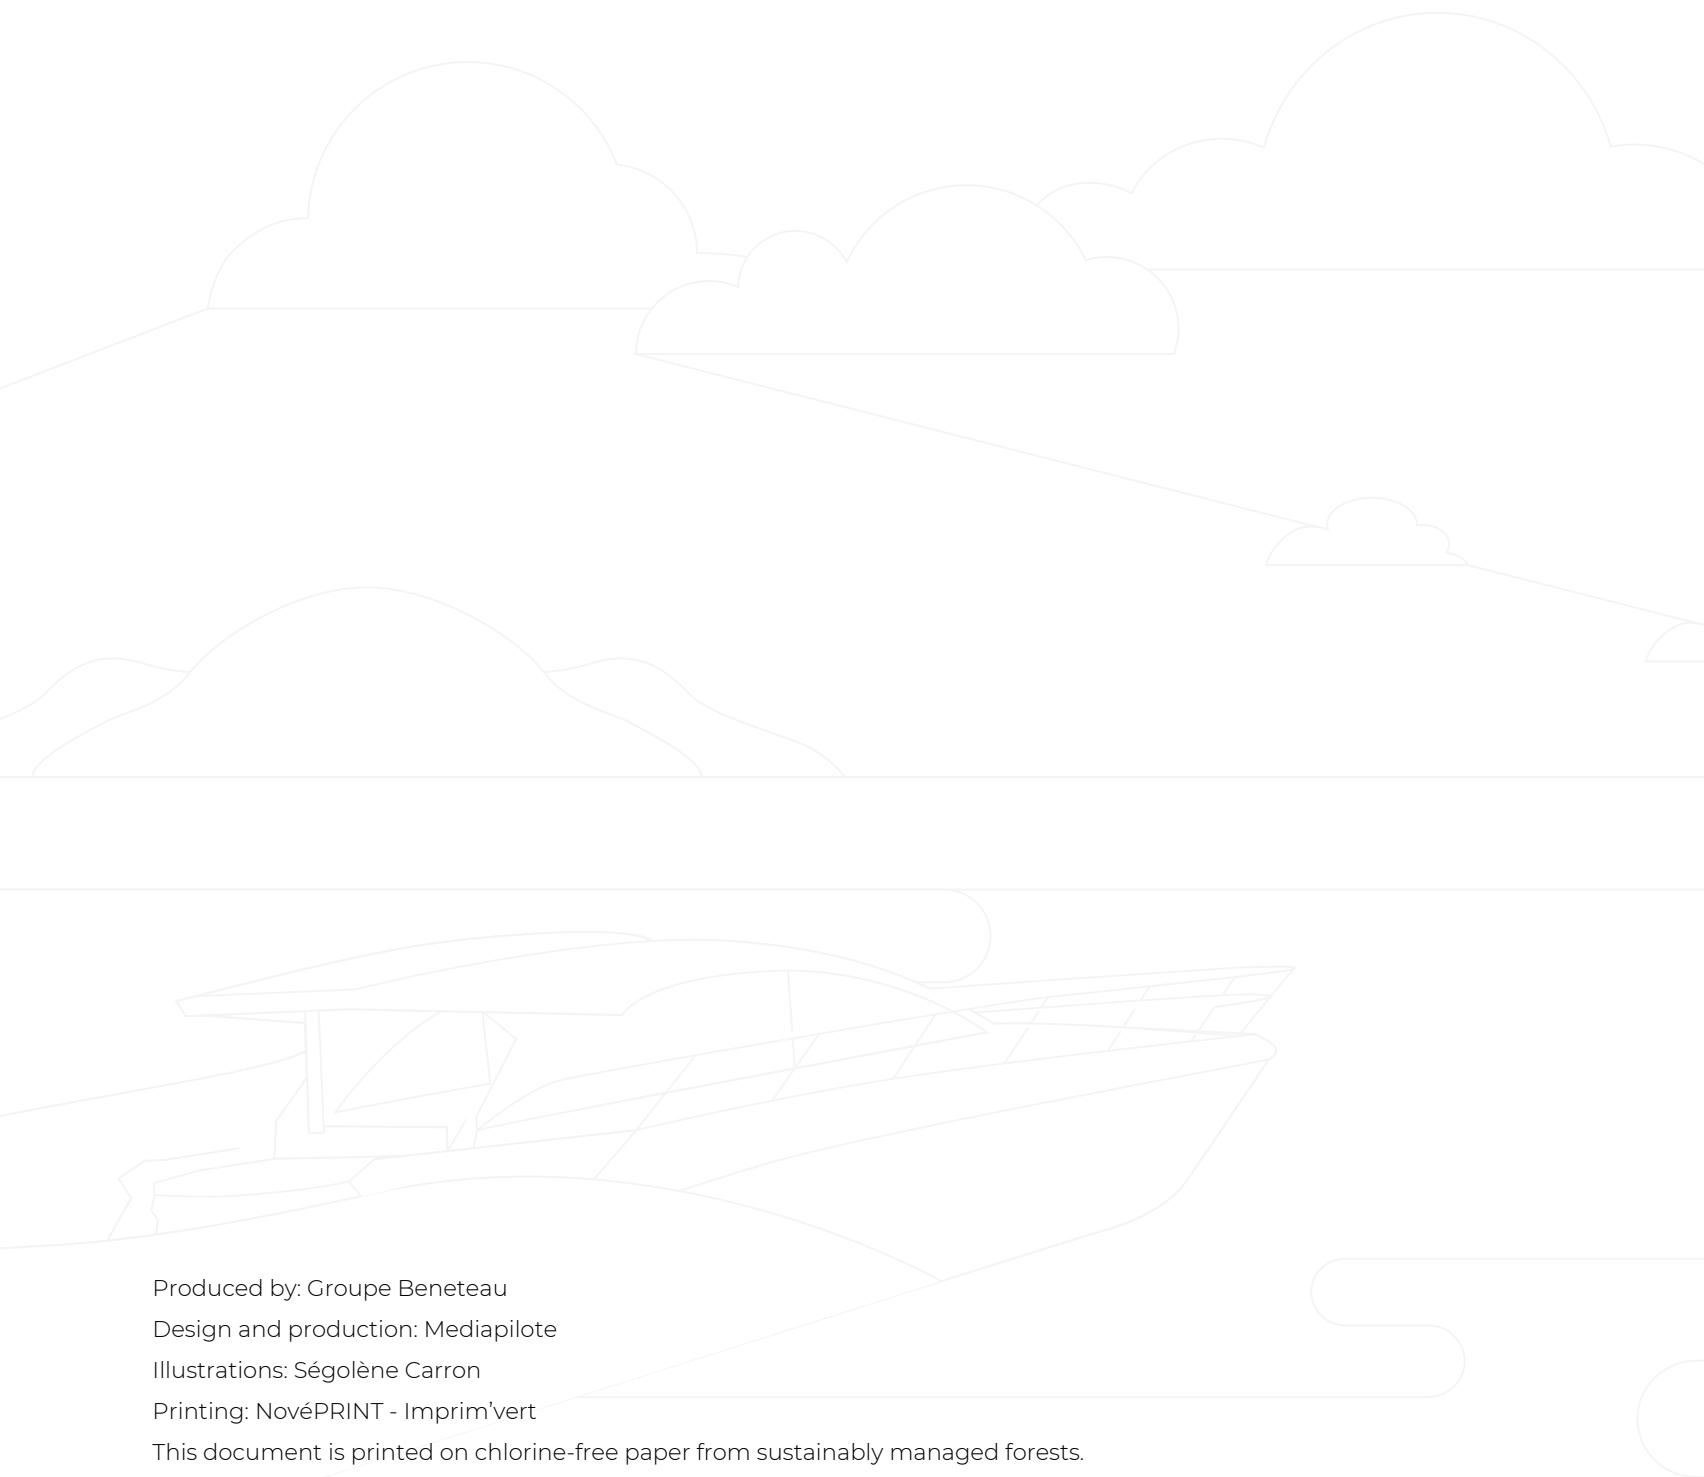 Produced by: Groupe Beneteau
Design and production: Mediapilote
Illustrations: Ségolène Carron
Printing: NovéPRINT - Imprim’vert
This document is printed on chlorine-free paper from sustainably managed forests.